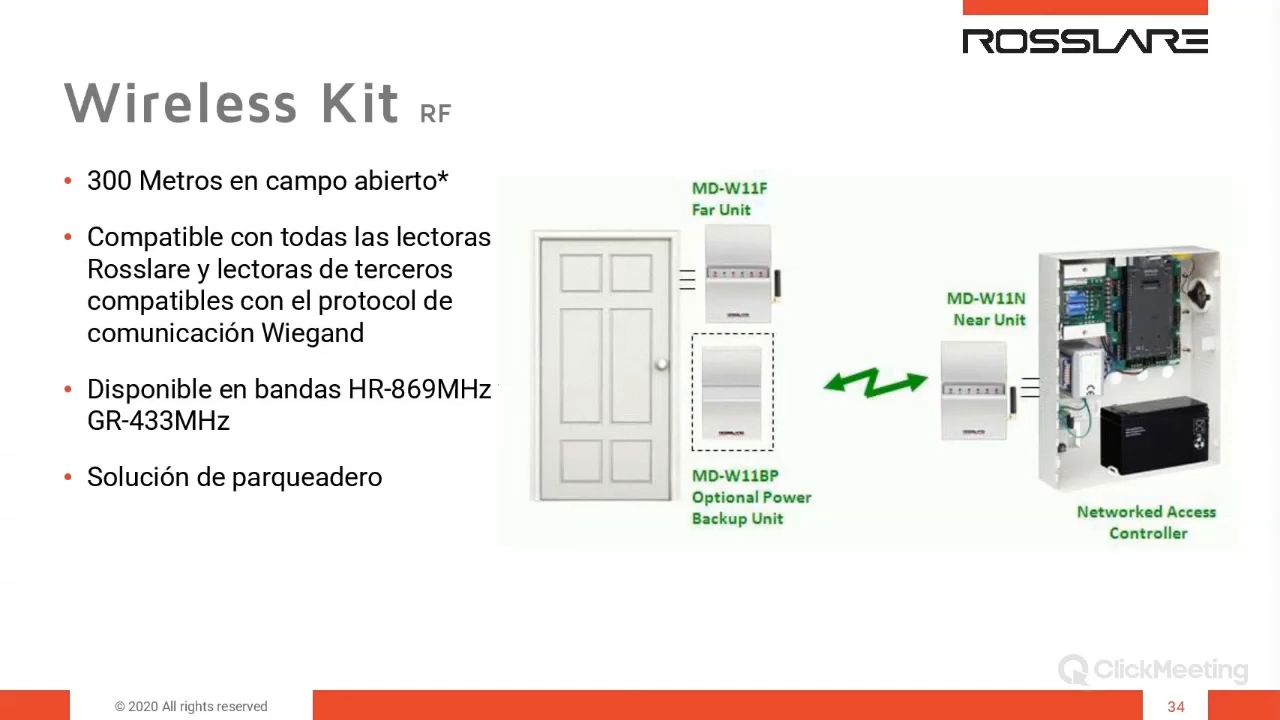 ROSSLARE
Wireless Kit RF
• 300 Metros en campo abierto*
• Compatible con todas las lectoras
Rosslare y lectoras de terceros
compatibles con el protocol de
comunicación Wiegand
• Disponible en bandas HR-869MHz
GR-433MHz
• Solución de parqueadero
MD-W11F
Far Unit
ROSSLARE
ROSSLARE
MD-W11BP
Optional Power
Backup Unit
MD-W11N
Near Unit
ROSSLARE
Networked Access
Controller
ClickMeeting
© 2020 All rights reserved
34